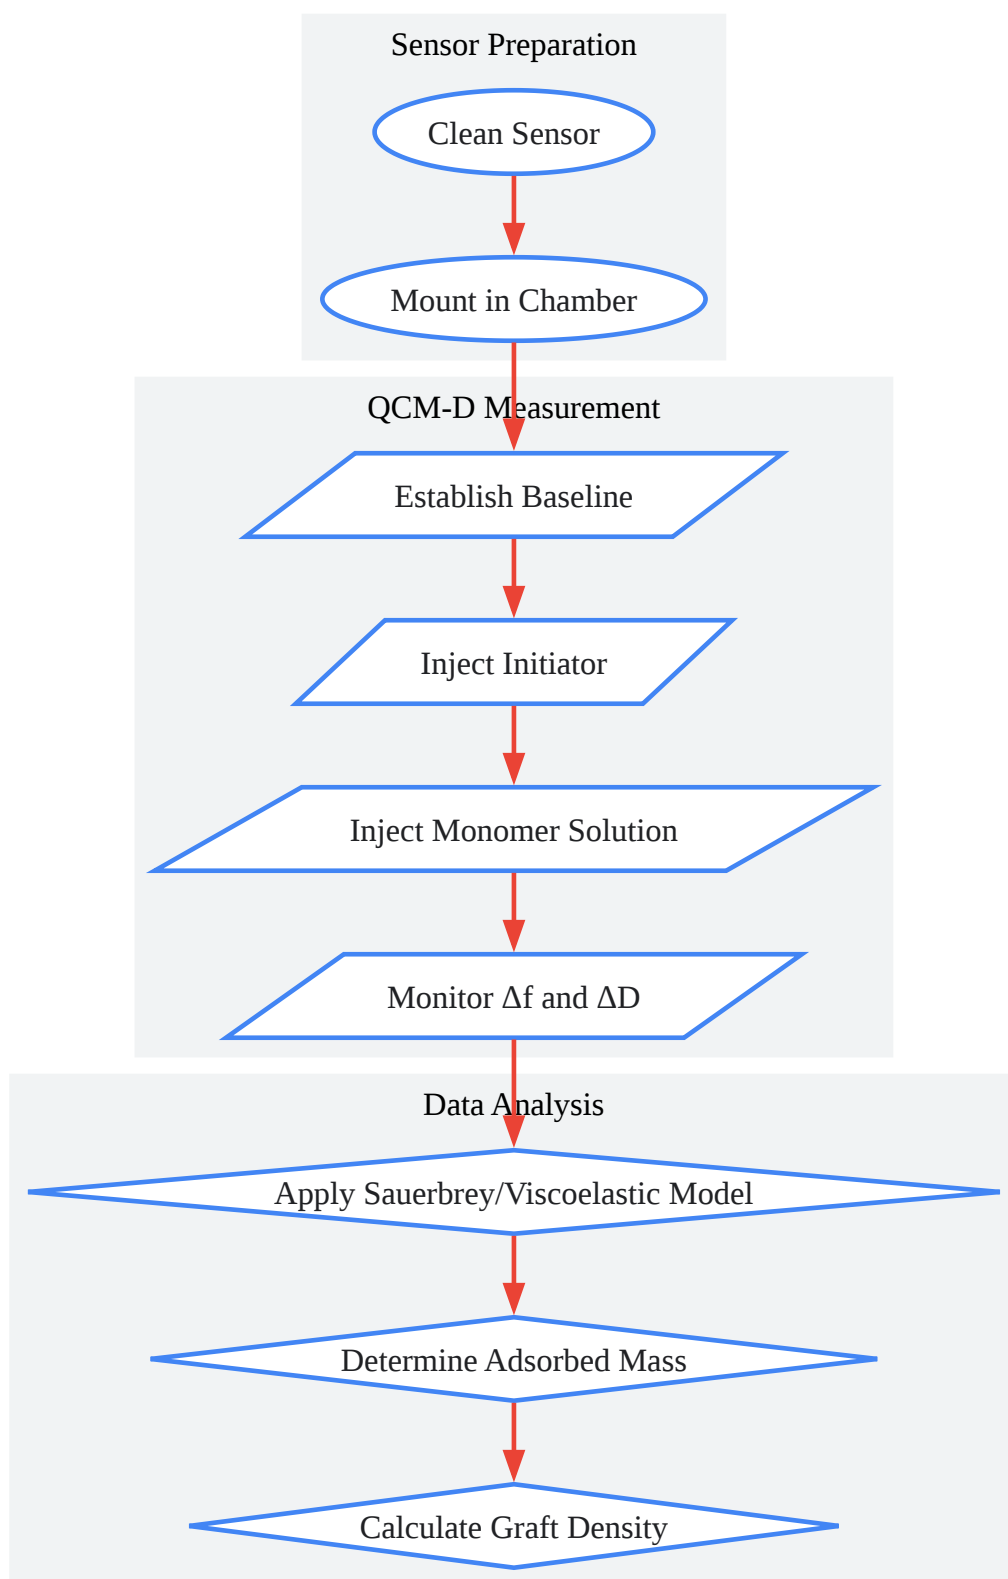 Sensor Preparation
Clean Sensor
Mount in Chamber
QCM-D Measurement
Establish Baseline
Inject Initiator
Inject Monomer Solution
Monitor Δf and ΔD
Data Analysis
Apply Sauerbrey/Viscoelastic Model
Determine Adsorbed Mass
Calculate Graft Density